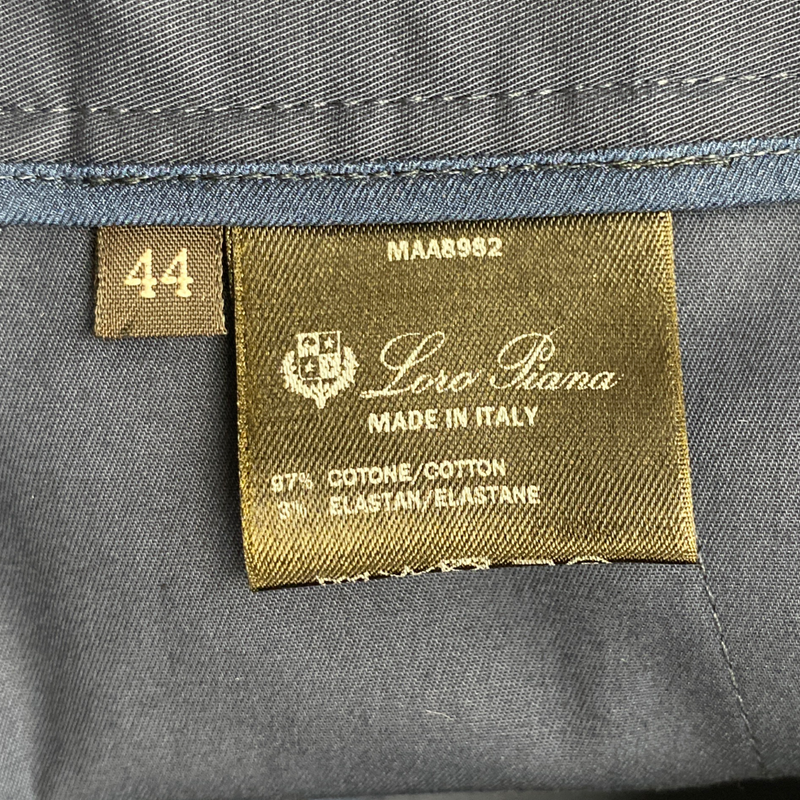 44
MAA8982
Loro Piana
MADE IN ITALY
97% COTONE/COTTON
3% ELASTAN/ELASTANE